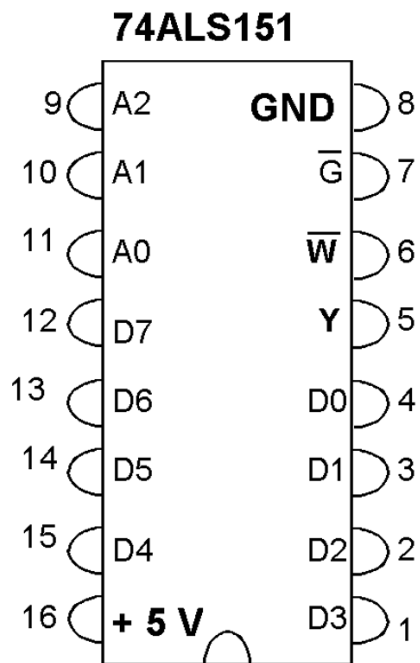 74ALS151
9 A2 GND 8
10 A1 G̅ 7
11 A0 W̅ 6
12 D7 Y 5
13 D6 D0 4
14 D5 D1 3
15 D4 D2 2
16 + 5 V D3 1